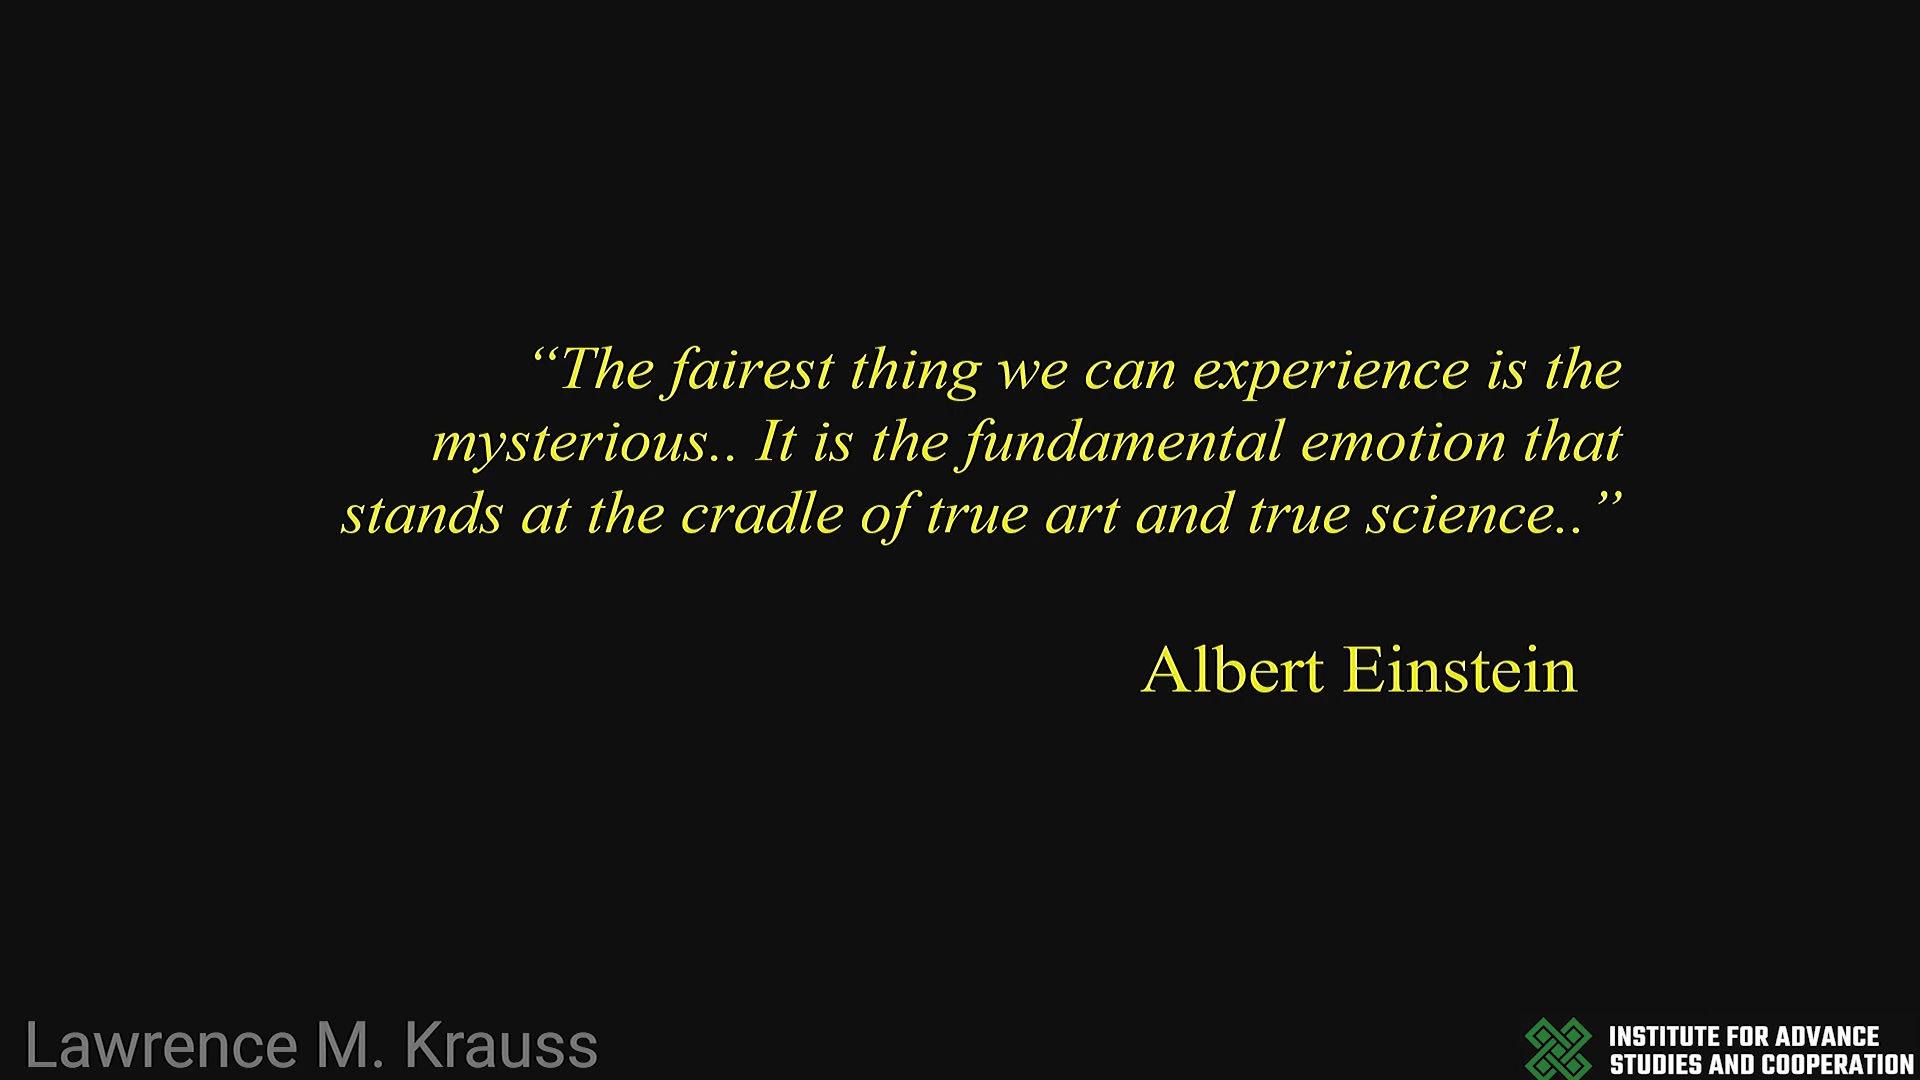 “The fairest thing we can experience is the
mysterious.. It is the fundamental emotion that
stands at the cradle of true art and true science..”
Albert Einstein
Lawrence M. Krauss
INSTITUTE FOR ADVANCE
STUDIES AND COOPERATION